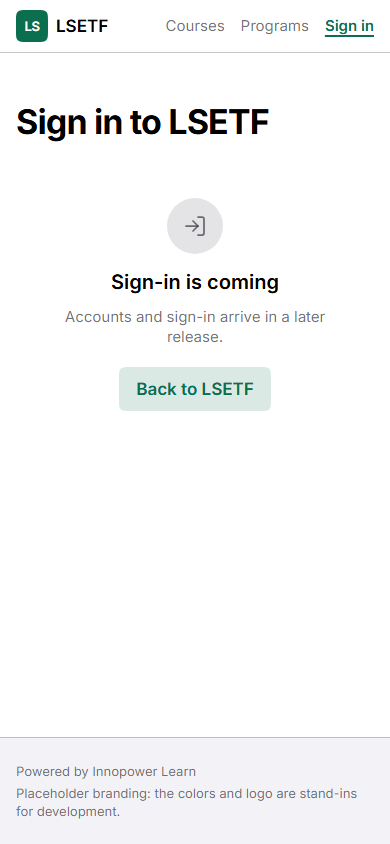 LS LSETF Courses Programs Sign in
Sign in to LSETF
Sign-in is coming
Accounts and sign-in arrive in a later
release.
Back to LSETF
Powered by Innopower Learn
Placeholder branding: the colors and logo are stand-ins
for development.